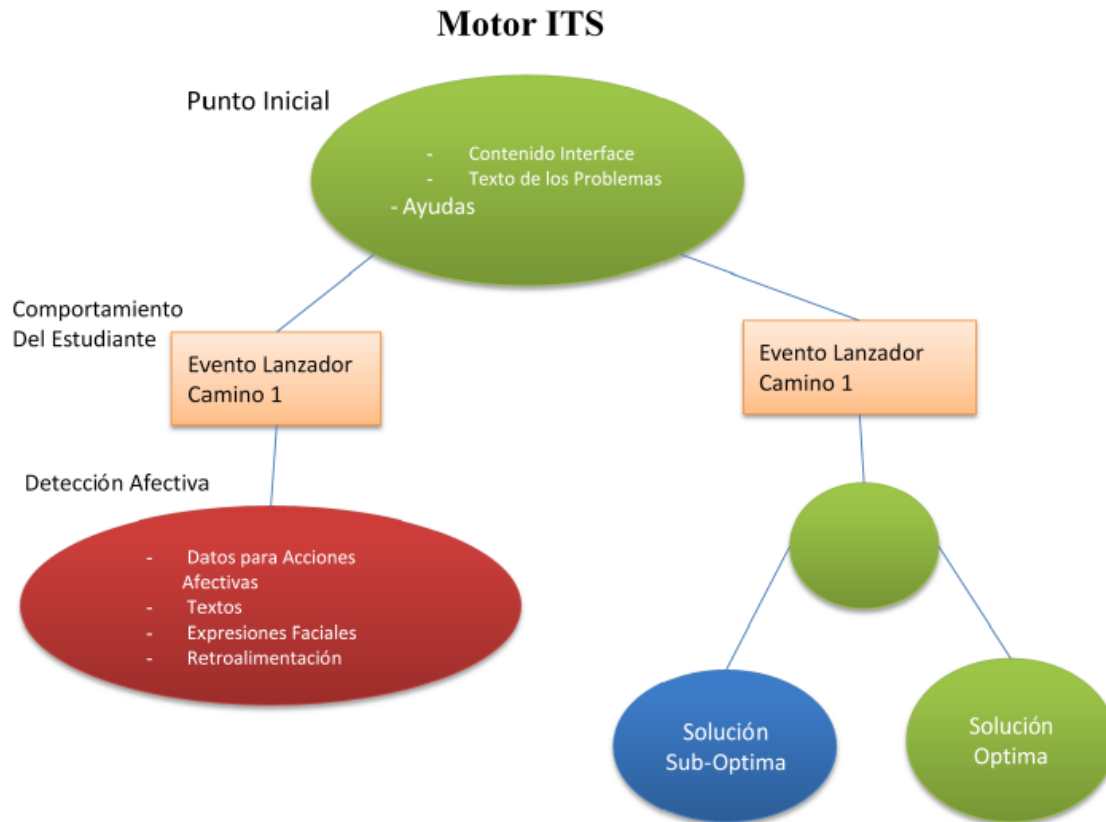 Motor ITS
Punto Inicial
- Contenido Interface
- Texto de los Problemas
- Ayudas
Comportamiento
Del Estudiante
Evento Lanzador
Camino 1
Evento Lanzador
Camino 1
Detección Afectiva
- Datos para Acciones
Afectivas
- Textos
- Expresiones Faciales
- Retroalimentación
Solución
Sub-Optima
Solución
Optima